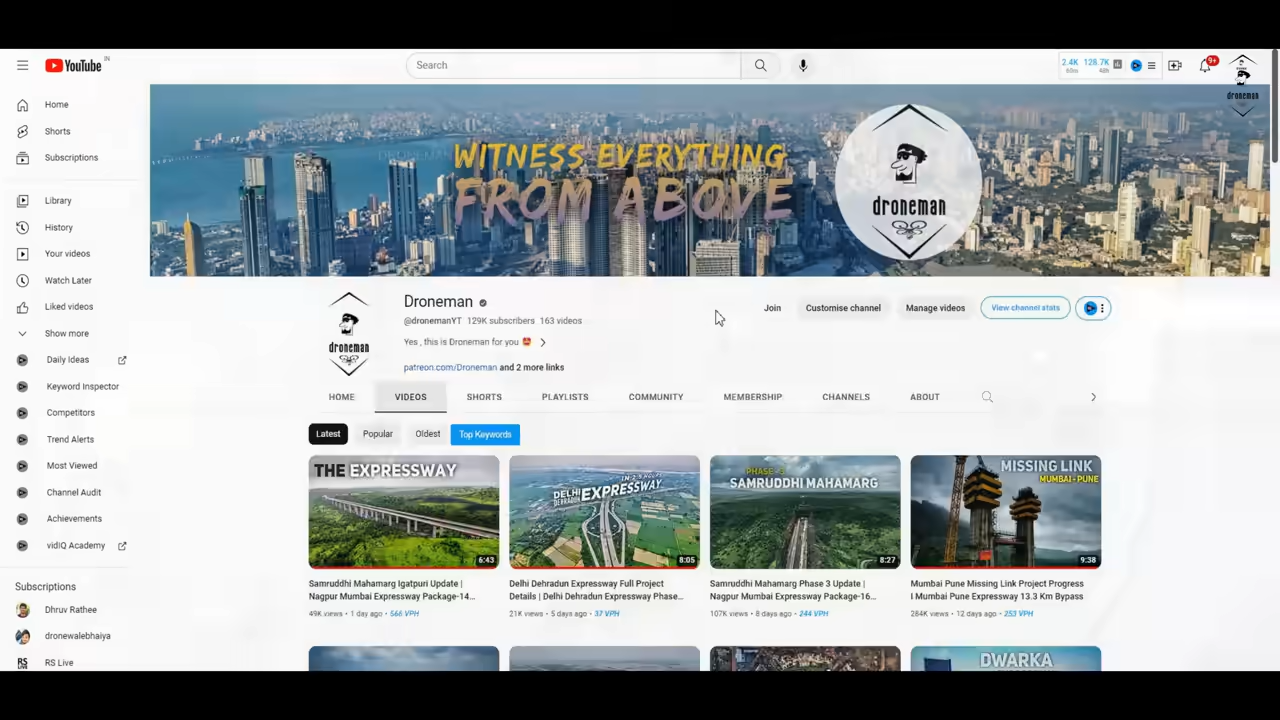 YouTube IN
Search
2.4K 128.7K
60m 48h
9+
droneman
Home
Shorts
Subscriptions
Library
History
Your videos
Watch Later
Liked videos
Show more
Daily Ideas
Keyword Inspector
Competitors
Trend Alerts
Most Viewed
Channel Audit
Achievements
vidIQ Academy
Subscriptions
Dhruv Rathee
dronewalebhaiya
RS Live
WITNESS EVERYTHING
FROM ABOVE
droneman
droneman
Droneman
@dronemanYT 129K subscribers 163 videos
Yes , this is Droneman for you
patreon.com/Droneman and 2 more links
Join Customise channel Manage videos View channel stats
HOME VIDEOS SHORTS PLAYLISTS COMMUNITY MEMBERSHIP CHANNELS ABOUT
Latest Popular Oldest Top Keywords
THE EXPRESSWAY
6:43
Samruddhi Mahamarg Igatpuri Update |
Nagpur Mumbai Expressway Package-14...
49K views • 1 day ago • 566 VPH
DELHI EXPRESSWAY
DEHRADUN
8:05
Delhi Dehradun Expressway Full Project
Details | Delhi Dehradun Expressway Phase...
21K views • 5 days ago • 37 VPH
PHASE - 3
SAMRUDDHI MAHAMARG
8:27
Samruddhi Mahamarg Phase 3 Update |
Nagpur Mumbai Expressway Package-16...
107K views • 8 days ago • 244 VPH
MISSING LINK
MUMBAI-PUNE
9:38
Mumbai Pune Missing Link Project Progress
I Mumbai Pune Expressway 13.3 Km Bypass
284K views • 12 days ago • 253 VPH
DWARKA